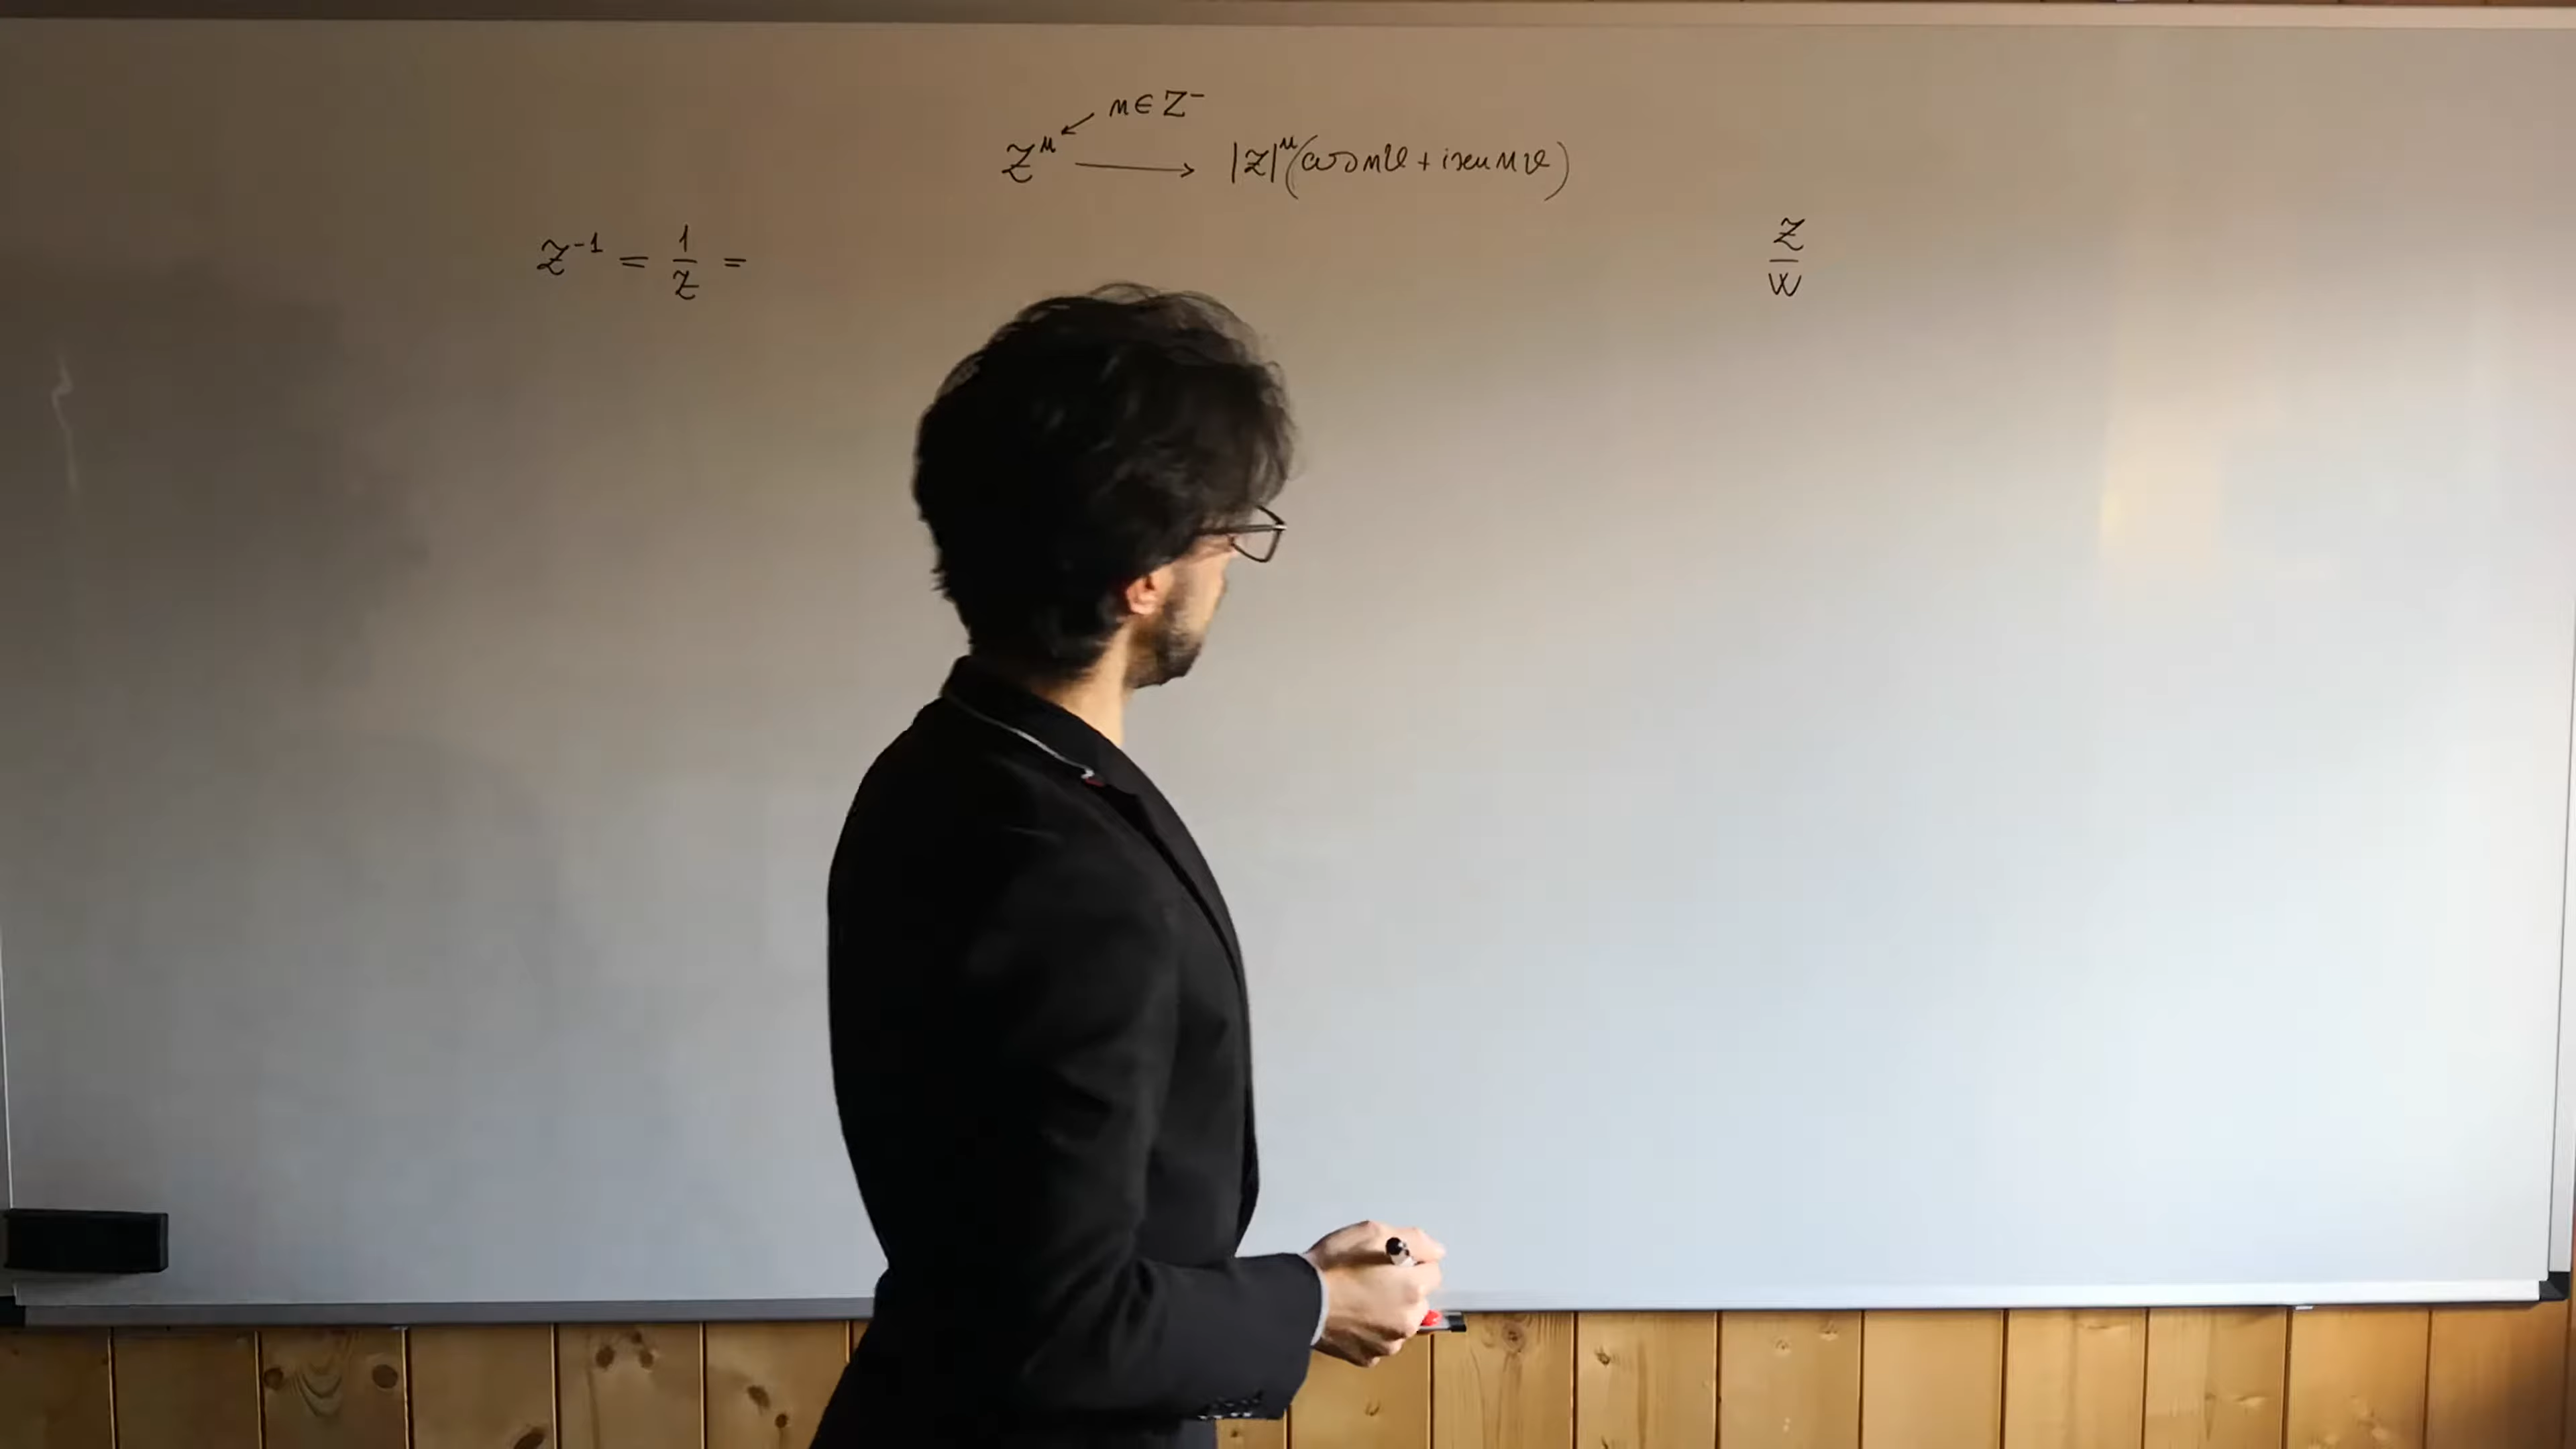 n ∈ Z⁻
zⁿ ⟶ |z|ⁿ(cos nϑ + i sen nϑ)
z⁻¹ = 1/z =
z/w